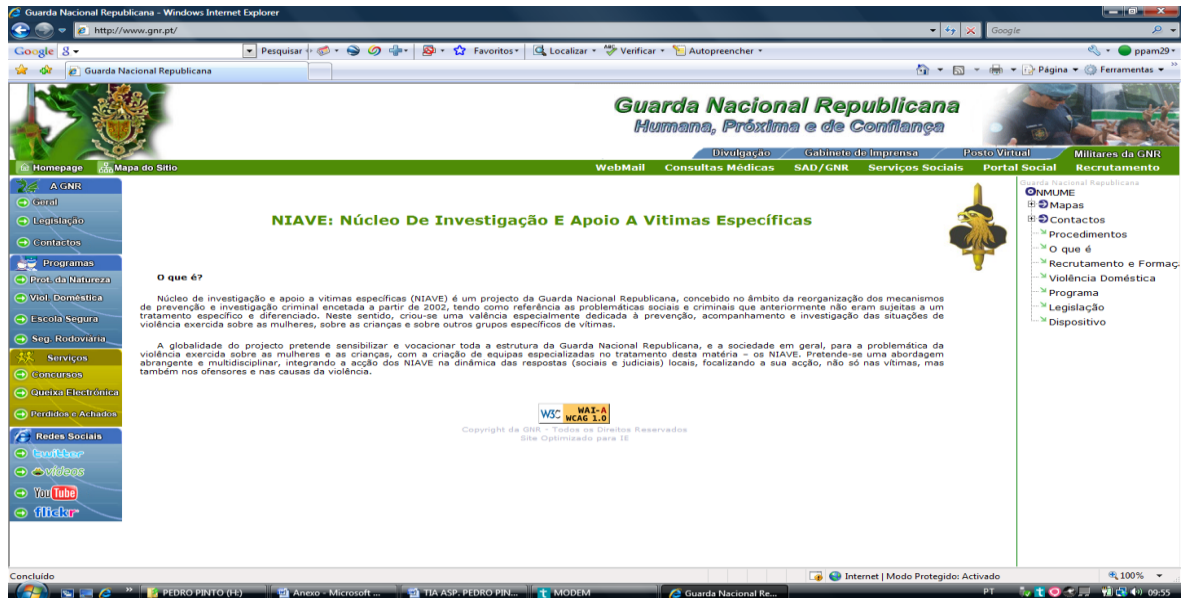 Guarda Nacional Republicana - Windows Internet Explorer
http://www.gnr.pt/
Google
Google
Pesquisar
Favoritos
Localizar
Verificar
Autopreencher
ppam29
Guarda Nacional Republicana
Página
Ferramentas
Guarda Nacional Republicana
Humana, Próxima e de Confiança
Divulgação Gabinete de Imprensa Posto Virtual Militares da GNR
Homepage Mapa do Sitio WebMail Consultas Médicas SAD/GNR Serviços Sociais Portal Social Recrutamento
A GNR
Geral
Legislação
Contactos
Programas
Prot. da Natureza
Viol. Doméstica
Escola Segura
Seg. Rodoviária
Serviços
Concursos
Queixa Electrónica
Perdidos e Achados
Redes Sociais
twitter
vídeos
YouTube
flickr
NIAVE: Núcleo De Investigação E Apoio A Vitimas Específicas
O que é?
Núcleo de investigação e apoio a vitimas específicas (NIAVE) é um projecto da Guarda Nacional Republicana, concebido no âmbito da reorganização dos mecanismos
de prevenção e investigação criminal encetada a partir de 2002, tendo como referência as problemáticas sociais e criminais que anteriormente não eram sujeitas a um
tratamento específico e diferenciado. Neste sentido, criou-se uma valência especialmente dedicada à prevenção, acompanhamento e investigação das situações de
violência exercida sobre as mulheres, sobre as crianças e sobre outros grupos específicos de vítimas.
A globalidade do projecto pretende sensibilizar e vocacionar toda a estrutura da Guarda Nacional Republicana, e a sociedade em geral, para a problemática da
violência exercida sobre as mulheres e as crianças, com a criação de equipas especializadas no tratamento desta matéria – os NIAVE. Pretende-se uma abordagem
abrangente e multidisciplinar, integrando a acção dos NIAVE na dinâmica das respostas (sociais e judiciais) locais, focalizando a sua acção, não só nas vítimas, mas
também nos ofensores e nas causas da violência.
W3C WAI-A
WCAG 1.0
Copyright da GNR - Todos os Direitos Reservados
Site Optimizado para IE
Guarda Nacional Republicana
NMUME
Mapas
Contactos
Procedimentos
O que é
Recrutamento e Formaç
Violência Doméstica
Programa
Legislação
Dispositivo
Concluído
Internet | Modo Protegido: Activado
100%
PEDRO PINTO (H:)
Anexo - Microsoft ...
TIA ASP. PEDRO PIN...
MODEM
Guarda Nacional Re...
PT
09:55